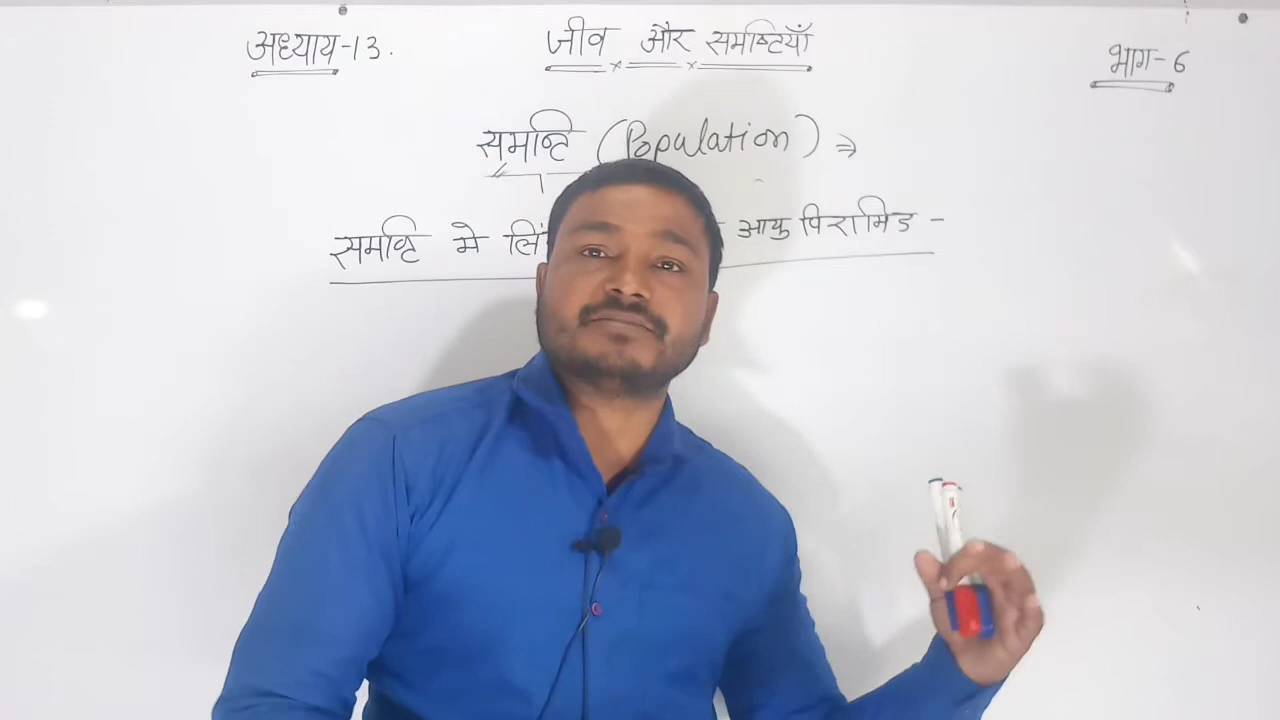 अध्याय-13.
जीव और समष्टियाँ
भाग-6
समष्टि (Population) ⇒
समष्टि मे आयु पिरामिड -